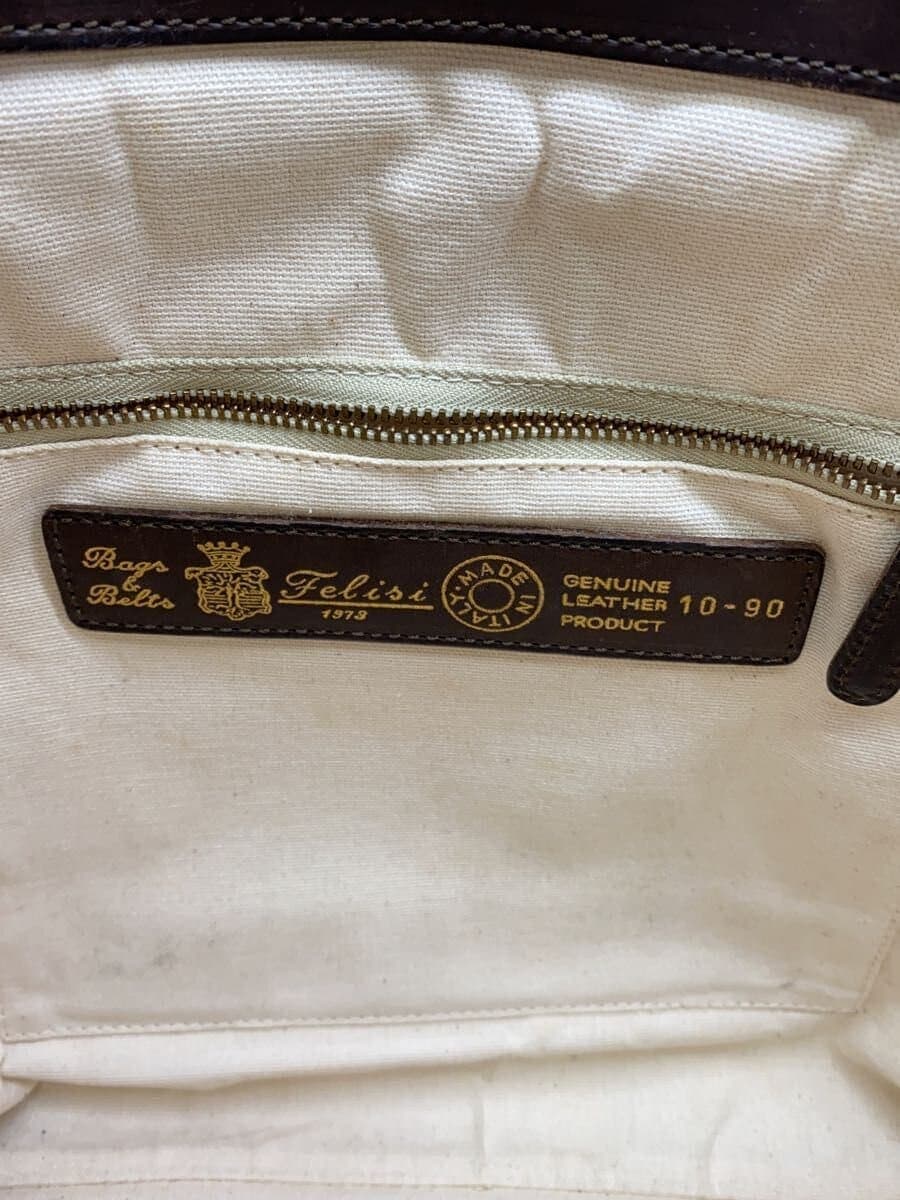 Bags
&
Belts
Felisi
1973
MADE IN ITALY
GENUINE
LEATHER
PRODUCT
10-90